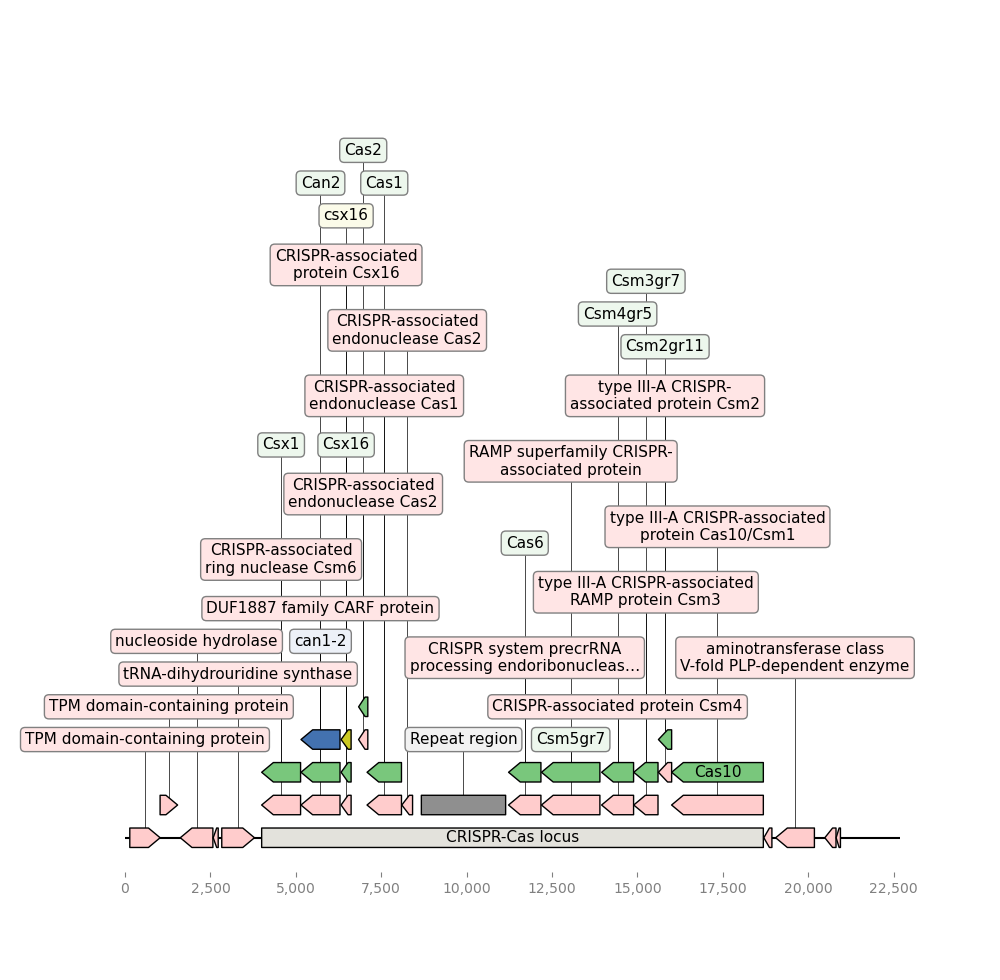 Cas2
Can2
Cas1
csx16
CRISPR-associated
protein Csx16
Csm3gr7
Csm4gr5
CRISPR-associated
endonuclease Cas2
Csm2gr11
CRISPR-associated
endonuclease Cas1
type III-A CRISPR-
associated protein Csm2
Csx1
Csx16
RAMP superfamily CRISPR-
associated protein
CRISPR-associated
endonuclease Cas2
type III-A CRISPR-associated
protein Cas10/Csm1
Cas6
CRISPR-associated
ring nuclease Csm6
type III-A CRISPR-associated
RAMP protein Csm3
DUF1887 family CARF protein
nucleoside hydrolase
can1-2
CRISPR system precrRNA
processing endoribonucleas...
aminotransferase class
V-fold PLP-dependent enzyme
tRNA-dihydrouridine synthase
TPM domain-containing protein
CRISPR-associated protein Csm4
TPM domain-containing protein
Repeat region
Csm5gr7
Cas10
CRISPR-Cas locus
0
2,500
5,000
7,500
10,000
12,500
15,000
17,500
20,000
22,500